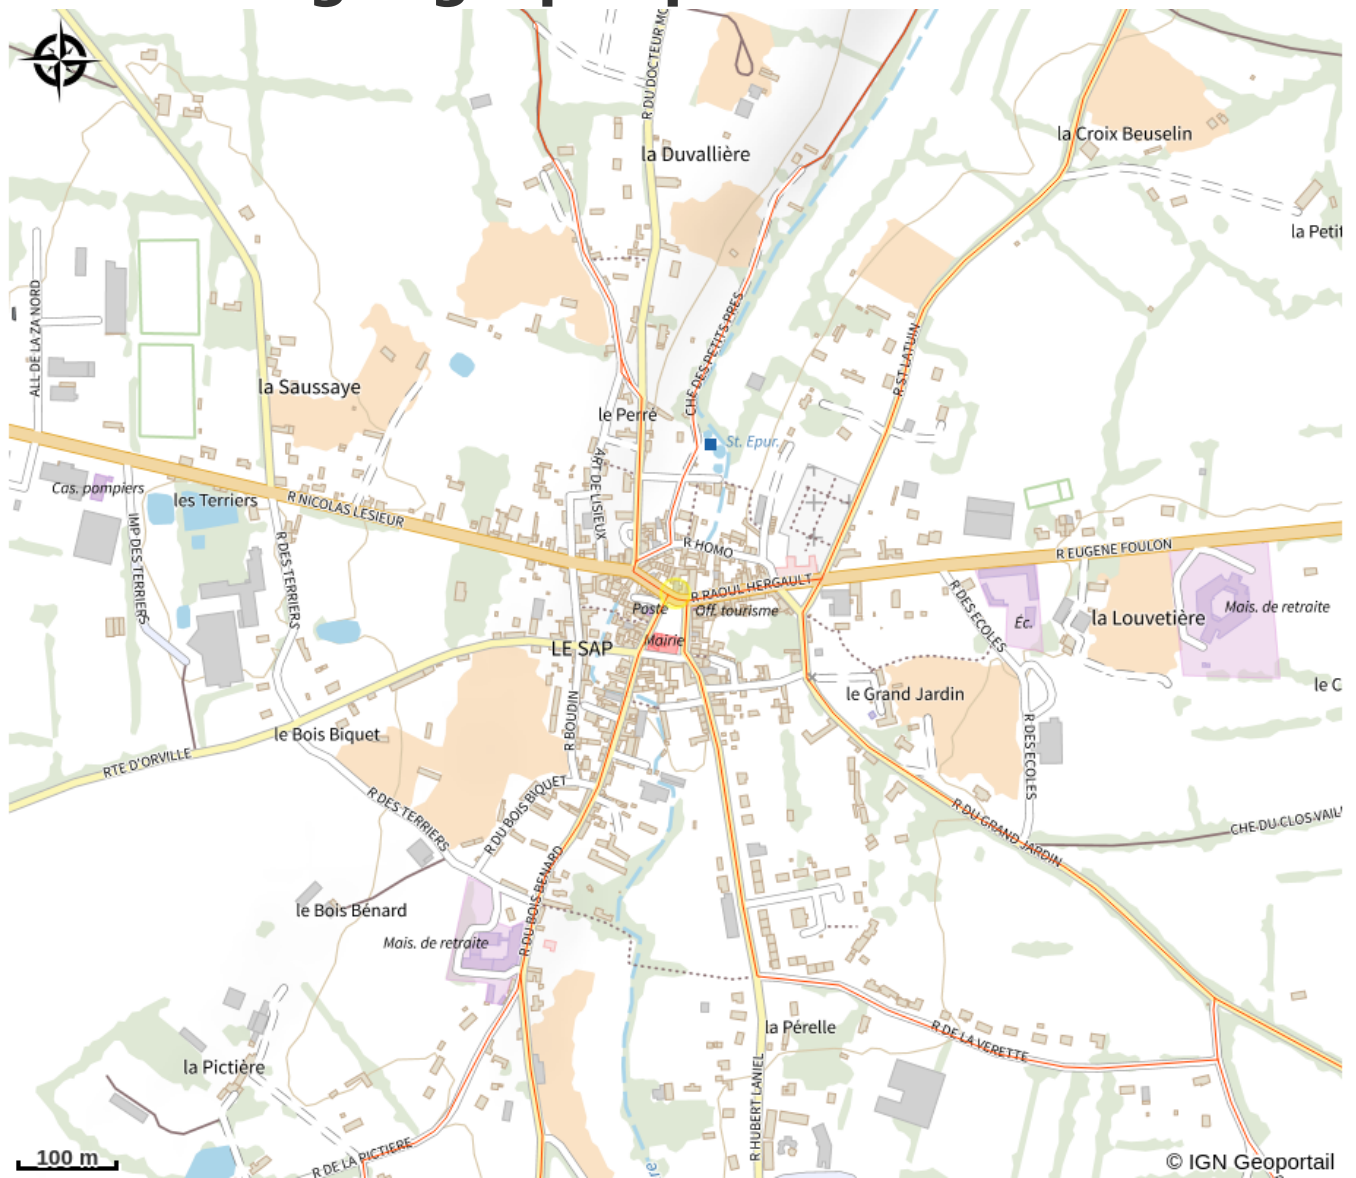 R DU DOCTEUR MO
la Duvallière
la Croix Beuselin
la Petit
ALL DE LA ZA NORD
la Saussaye
CHE DES PETITS PRES
R ST LATUIN
le Perré
St. Epur.
ART DE LISIEUX
Cas. pompiers
les Terriers
R NICOLAS LESIEUR
IMP DES TERRIERS
R DES TERRIERS
R HOMO
R EUGENE FOULON
R RAOUL HERGAULT
Poste
Off. tourisme
R DES ECOLES
Éc.
la Louvetière
Mais. de retraite
Mairie
LE SAP
le Grand Jardin
le C
R BOUDIN
le Bois Biquet
RTE D'ORVILLE
R DES ECOLES
R DES TERRIERS
R DU BOIS BIQUET
R DU GRAND JARDIN
CHE DU CLOS VAIL
R DU BOIS BENARD
le Bois Bénard
Mais. de retraite
la Pérelle
R DE LA VERETTE
la Pictière
R HUBERT LANIEL
R DE LA PICTIERE
100 m
© IGN Geoportail